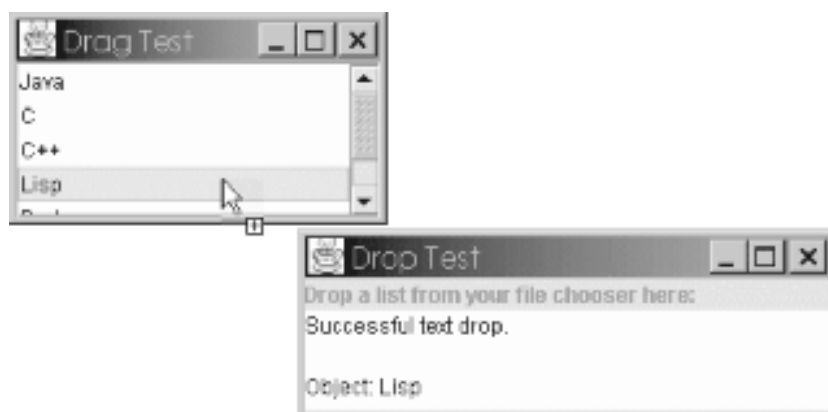 Drag Test
Java
C
C++
Lisp
Drop Test
Drop a list from your file chooser here:
Successful text drop.
Object: Lisp